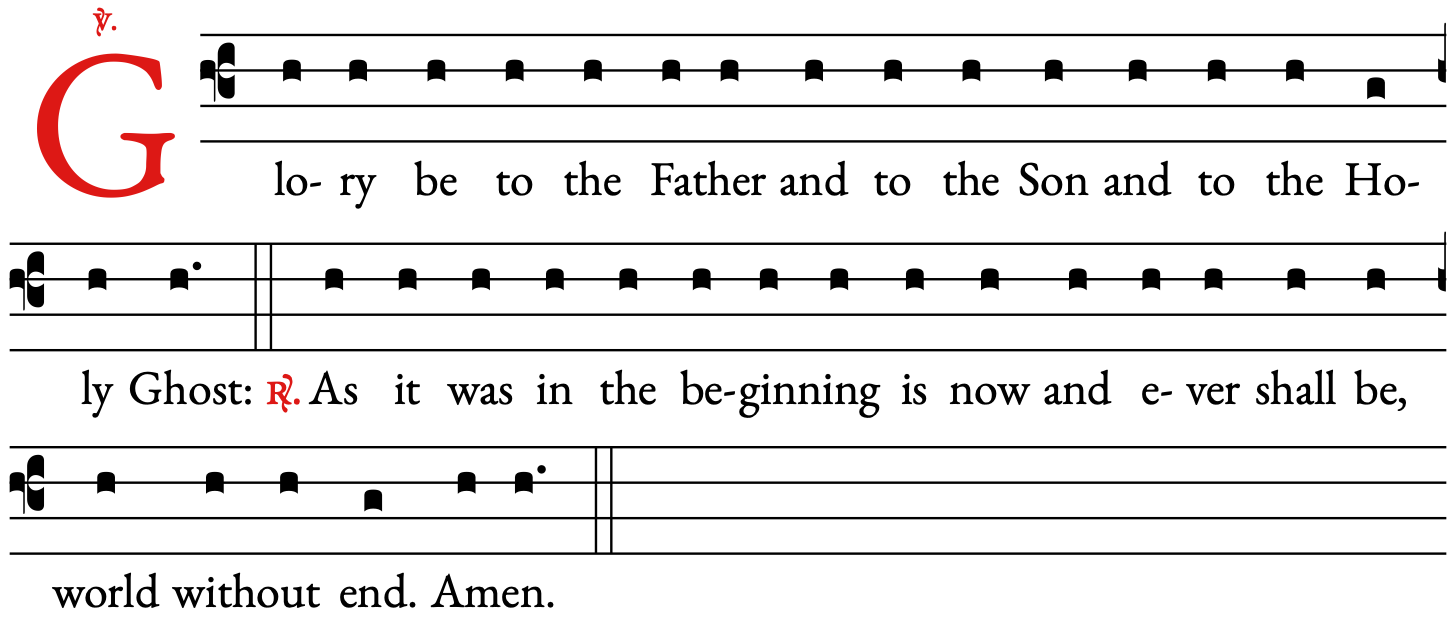 ℣.
G lo- ry be to the Father and to the Son and to the Ho-
ly Ghost: ℟. As it was in the be-ginning is now and e- ver shall be,
world without end. Amen.